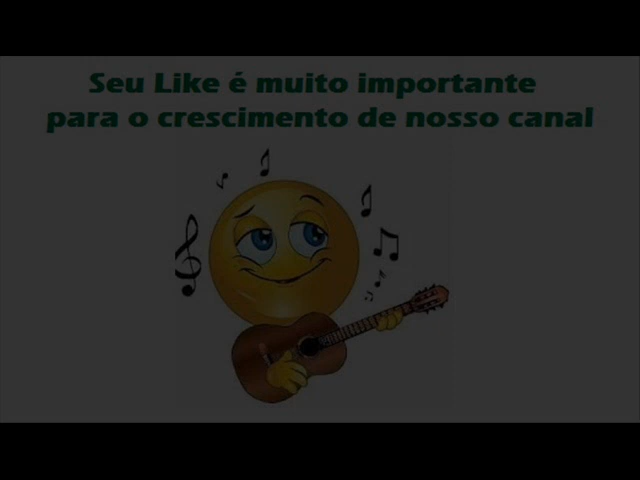 Seu Like é muito importante
para o crescimento de nosso canal